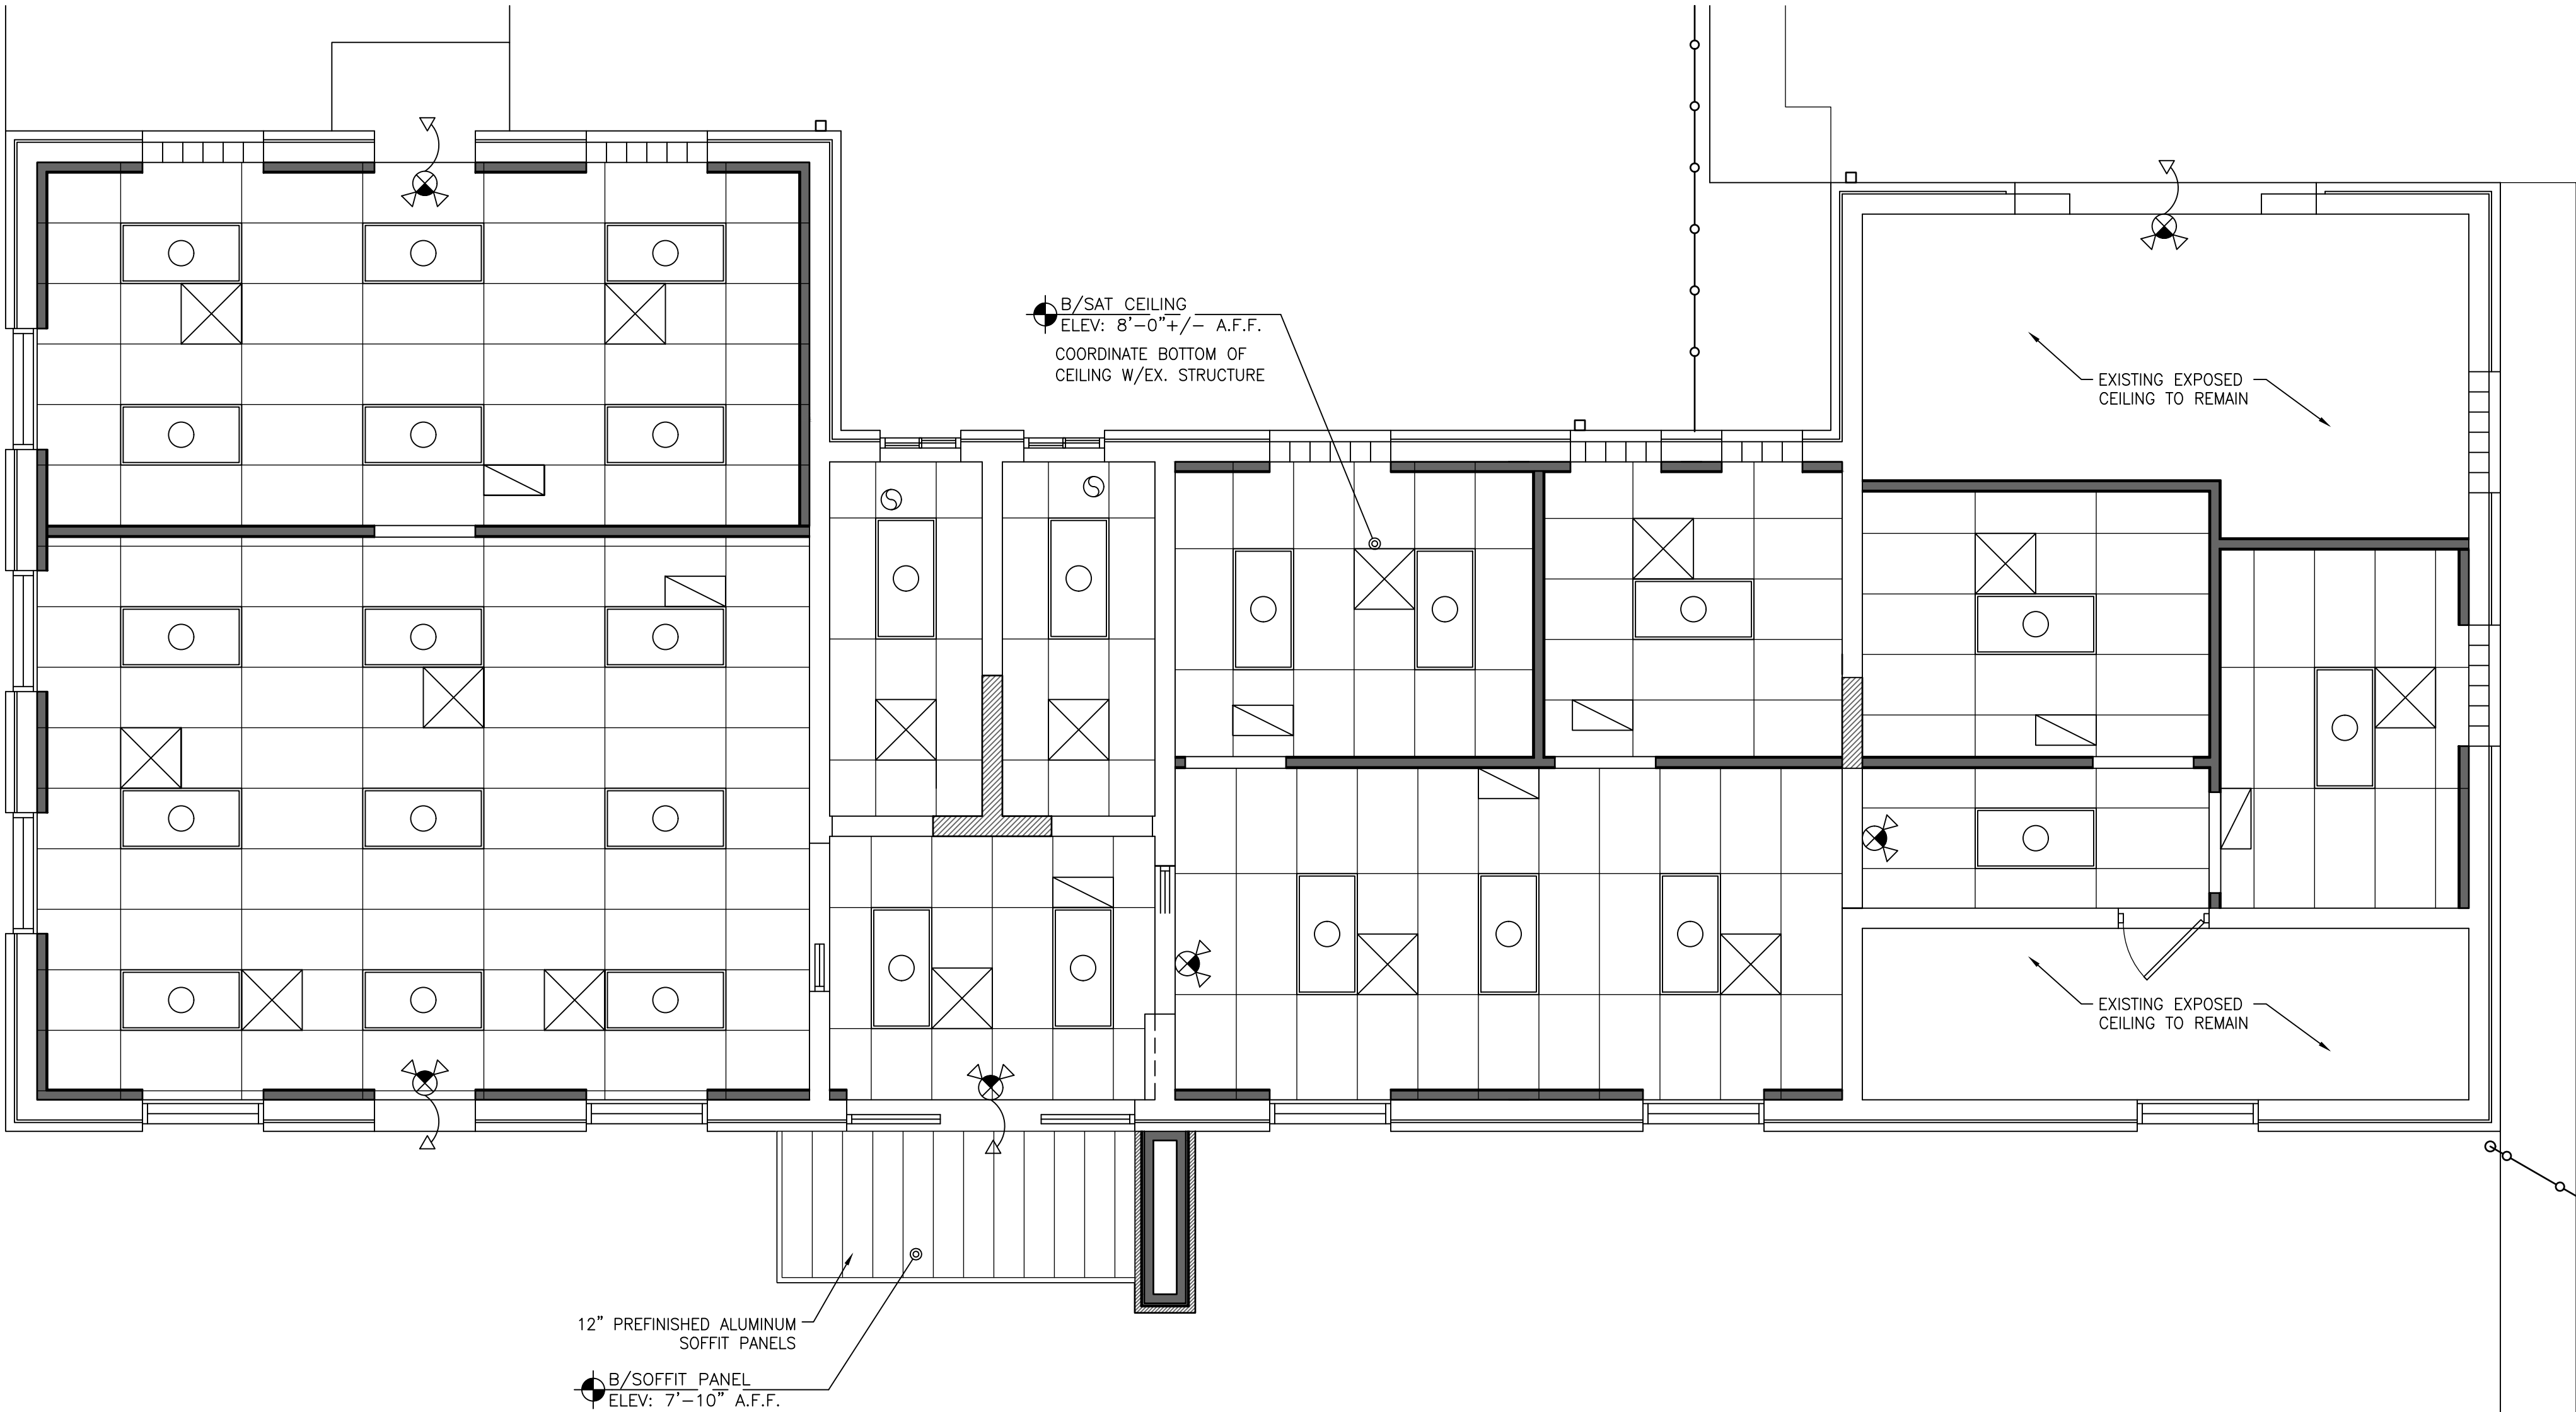 B/SAT CEILING
ELEV: 8'-0"+/- A.F.F.
COORDINATE BOTTOM OF
CEILING W/EX. STRUCTURE
EXISTING EXPOSED
CEILING TO REMAIN
EXISTING EXPOSED
CEILING TO REMAIN
12" PREFINISHED ALUMINUM
SOFFIT PANELS
B/SOFFIT PANEL
ELEV: 7'-10" A.F.F.